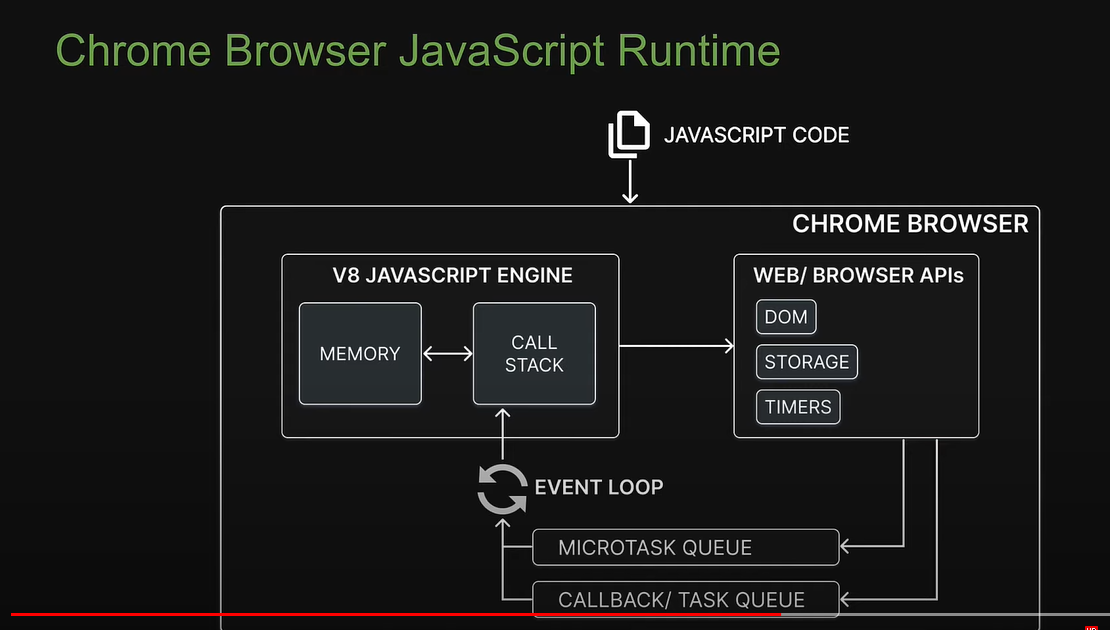 Chrome Browser JavaScript Runtime
JAVASCRIPT CODE
CHROME BROWSER
V8 JAVASCRIPT ENGINE
MEMORY
CALL
STACK
WEB/ BROWSER APIs
DOM
STORAGE
TIMERS
EVENT LOOP
MICROTASK QUEUE
CALLBACK/ TASK QUEUE
HD